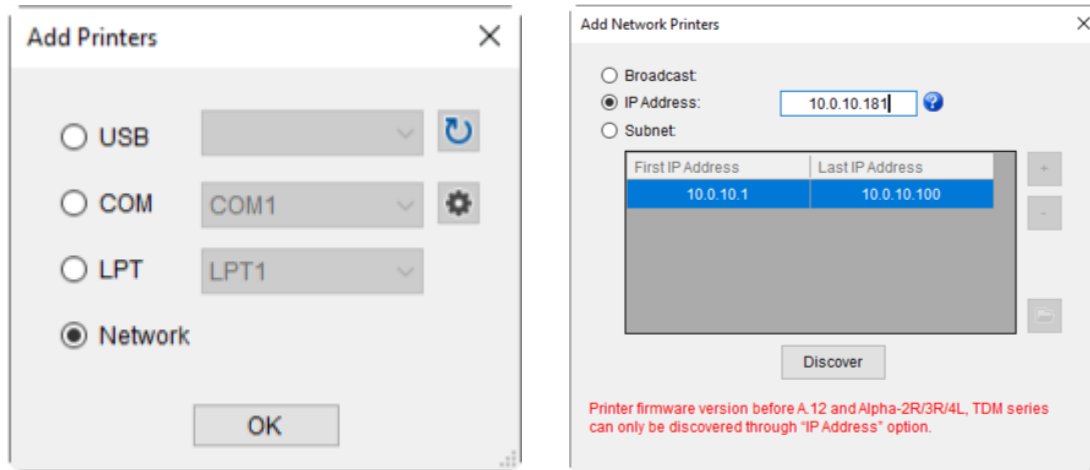 Add Printers
USB
COM COM1
LPT LPT1
Network
OK
Add Network Printers
Broadcast:
IP Address: 10.0.10.181
Subnet:
First IP Address Last IP Address
10.0.10.1 10.0.10.100
+
-
Discover
Printer firmware version before A.12 and Alpha-2R/3R/4L, TDM series
can only be discovered through “IP Address” option.